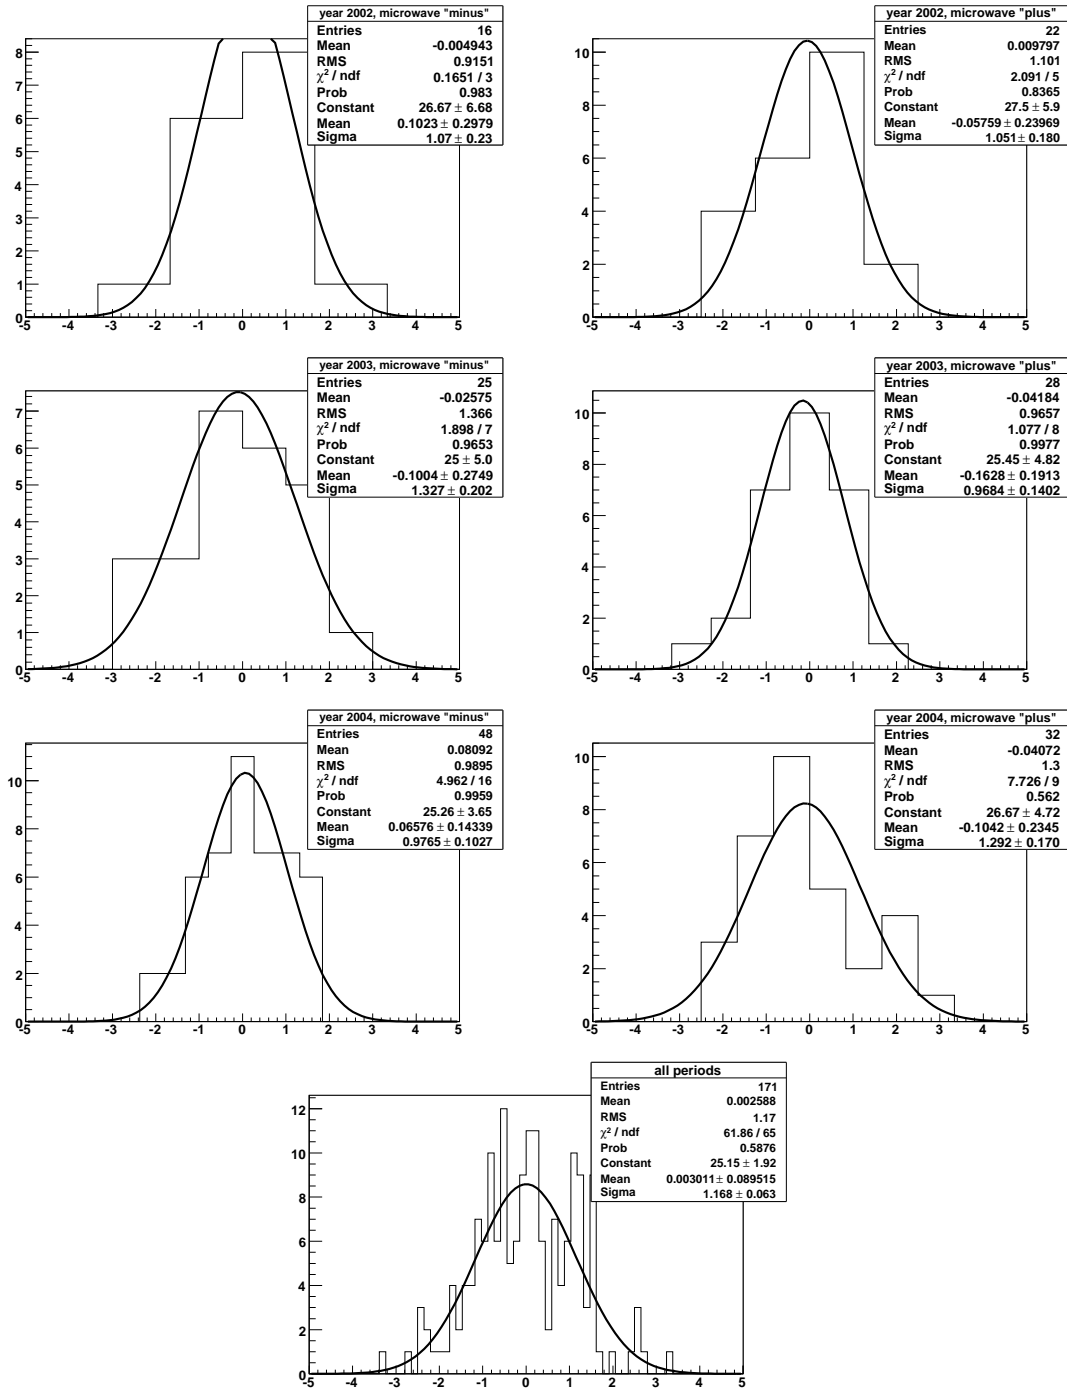 year 2002, microwave "minus"
Entries 16
Mean -0.004943
RMS 0.9151
χ² / ndf 0.1651 / 3
Prob 0.983
Constant 26.67 ± 6.68
Mean 0.1023 ± 0.2979
Sigma 1.07 ± 0.23
8
7
6
5
4
3
2
1
0
-5 -4 -3 -2 -1 0 1 2 3 4 5
year 2002, microwave "plus"
Entries 22
Mean 0.009797
RMS 1.101
χ² / ndf 2.091 / 5
Prob 0.8365
Constant 27.5 ± 5.9
Mean -0.05759 ± 0.23969
Sigma 1.051 ± 0.180
10
8
6
4
2
0
-5 -4 -3 -2 -1 0 1 2 3 4 5
year 2003, microwave "minus"
Entries 25
Mean -0.02575
RMS 1.366
χ² / ndf 1.898 / 7
Prob 0.9653
Constant 25 ± 5.0
Mean -0.1004 ± 0.2749
Sigma 1.327 ± 0.202
7
6
5
4
3
2
1
0
-5 -4 -3 -2 -1 0 1 2 3 4 5
year 2003, microwave "plus"
Entries 28
Mean -0.04184
RMS 0.9657
χ² / ndf 1.077 / 8
Prob 0.9977
Constant 25.45 ± 4.82
Mean -0.1628 ± 0.1913
Sigma 0.9684 ± 0.1402
10
8
6
4
2
0
-5 -4 -3 -2 -1 0 1 2 3 4 5
year 2004, microwave "minus"
Entries 48
Mean 0.08092
RMS 0.9895
χ² / ndf 4.962 / 16
Prob 0.9959
Constant 25.26 ± 3.65
Mean 0.06576 ± 0.14339
Sigma 0.9765 ± 0.1027
10
8
6
4
2
0
-5 -4 -3 -2 -1 0 1 2 3 4 5
year 2004, microwave "plus"
Entries 32
Mean -0.04072
RMS 1.3
χ² / ndf 7.726 / 9
Prob 0.562
Constant 26.67 ± 4.72
Mean -0.1042 ± 0.2345
Sigma 1.292 ± 0.170
10
8
6
4
2
0
-5 -4 -3 -2 -1 0 1 2 3 4 5
all periods
Entries 171
Mean 0.002588
RMS 1.17
χ² / ndf 61.86 / 65
Prob 0.5876
Constant 25.15 ± 1.92
Mean 0.003011 ± 0.089515
Sigma 1.168 ± 0.063
12
10
8
6
4
2
0
-5 -4 -3 -2 -1 0 1 2 3 4 5